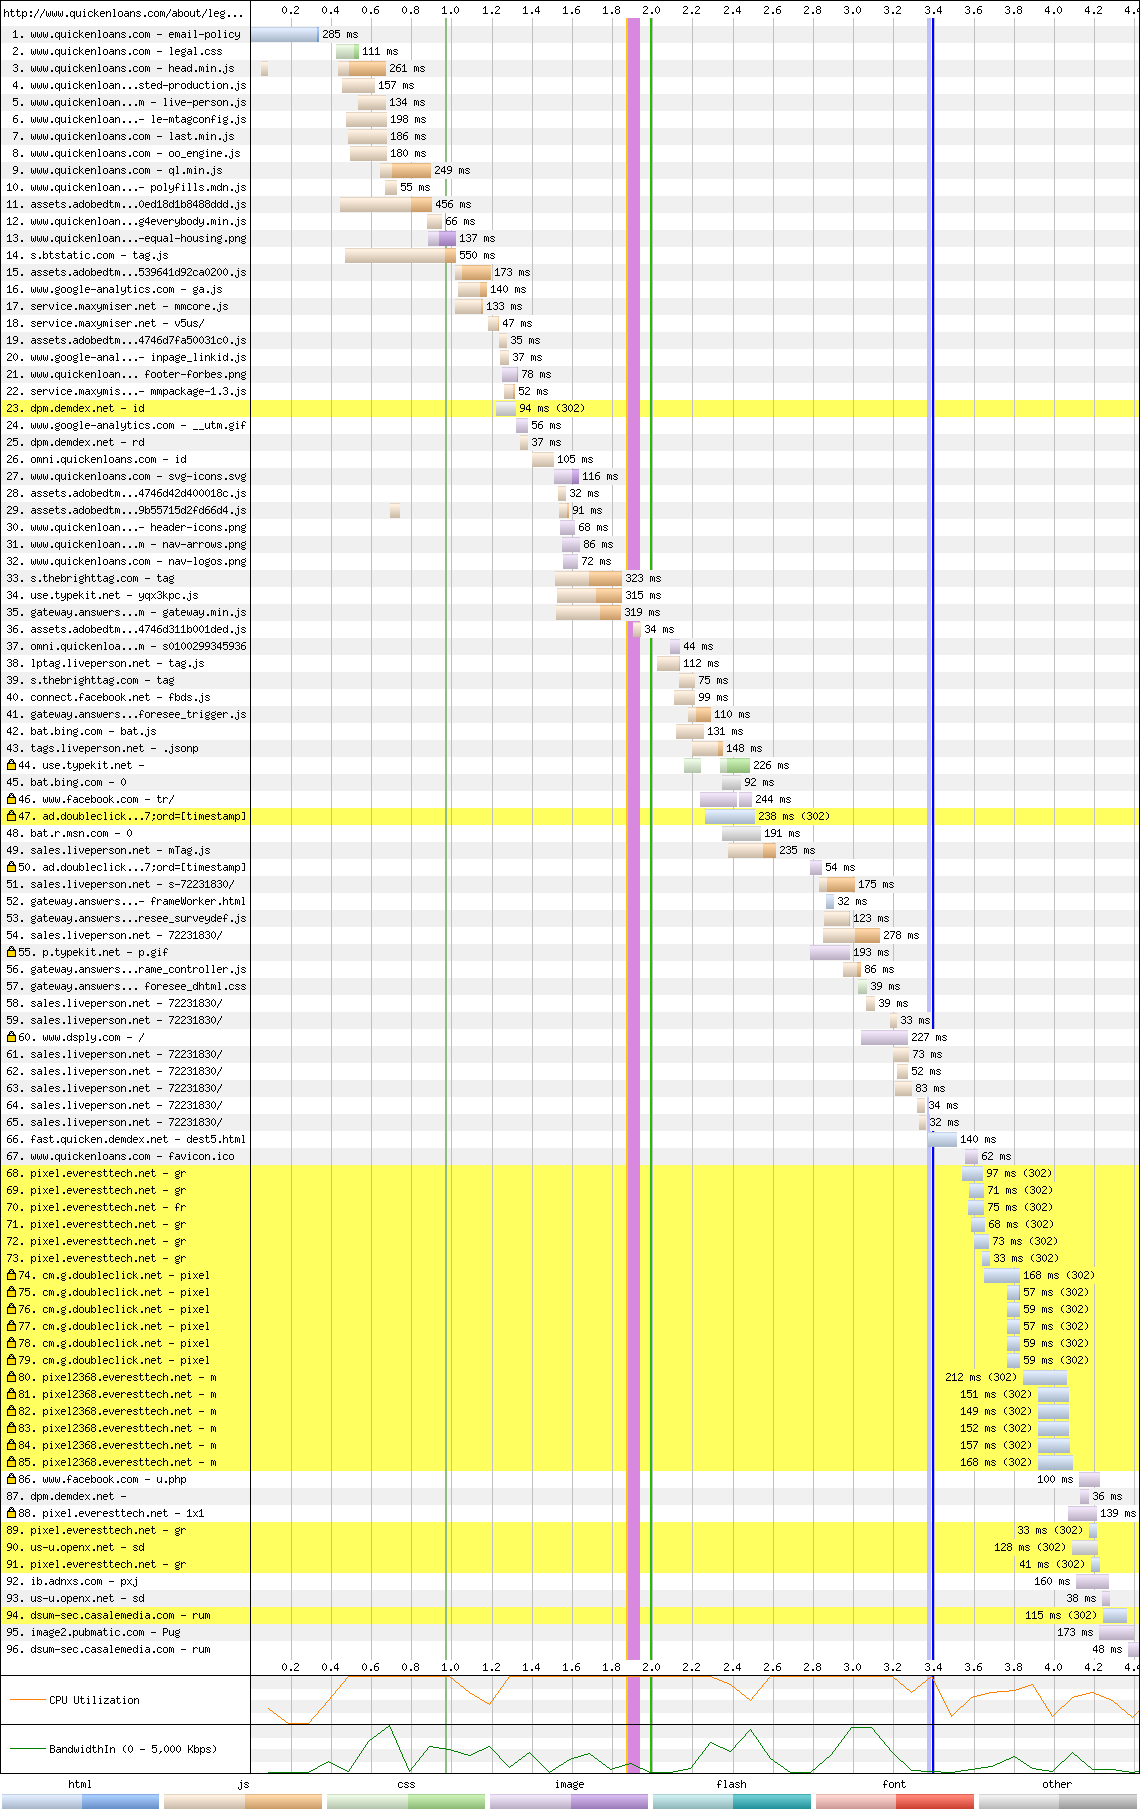 http://www.quickenloans.com/about/leg... 0.2 0.4 0.6 0.8 1.0 1.2 1.4 1.6 1.8 2.0 2.2 2.4 2.6 2.8 3.0 3.2 3.4 3.6 3.8 4.0 4.2 4.4
1. www.quickenloans.com - email-policy 285 ms
2. www.quickenloans.com - legal.css 111 ms
3. www.quickenloans.com - head.min.js 261 ms
4. www.quickenloan...sted-production.js 157 ms
5. www.quickenloan...m - live-person.js 134 ms
6. www.quickenloan...- le-mtagconfig.js 198 ms
7. www.quickenloans.com - last.min.js 186 ms
8. www.quickenloans.com - oo_engine.js 180 ms
9. www.quickenloans.com - ql.min.js 249 ms
10. www.quickenloan...- polyfills.mdn.js 55 ms
11. assets.adobedtm...0ed18d1b8488ddd.js 456 ms
12. www.quickenloan...g4everybody.min.js 66 ms
13. www.quickenloan...-equal-housing.png 137 ms
14. s.btstatic.com - tag.js 550 ms
15. assets.adobedtm...539641d92ca0200.js 173 ms
16. www.google-analytics.com - ga.js 140 ms
17. service.maxymiser.net - mmcore.js 133 ms
18. service.maxymiser.net - v5us/ 47 ms
19. assets.adobedtm...4746d7fa50031c0.js 35 ms
20. www.google-anal...- inpage_linkid.js 37 ms
21. www.quickenloan... footer-forbes.png 78 ms
22. service.maxymis...- mmpackage-1.3.js 52 ms
23. dpm.demdex.net - id 94 ms (302)
24. www.google-analytics.com - __utm.gif 56 ms
25. dpm.demdex.net - rd 37 ms
26. omni.quickenloans.com - id 105 ms
27. www.quickenloans.com - svg-icons.svg 116 ms
28. assets.adobedtm...4746d42d400018c.js 32 ms
29. assets.adobedtm...9b55715d2fd66d4.js 91 ms
30. www.quickenloan...- header-icons.png 68 ms
31. www.quickenloan...m - nav-arrows.png 86 ms
32. www.quickenloans.com - nav-logos.png 72 ms
33. s.thebrighttag.com - tag 323 ms
34. use.typekit.net - yqx3kpc.js 315 ms
35. gateway.answers...m - gateway.min.js 319 ms
36. assets.adobedtm...4746d311b001ded.js 34 ms
37. omni.quickenloa...m - s0100299345936 44 ms
38. lptag.liveperson.net - tag.js 112 ms
39. s.thebrighttag.com - tag 75 ms
40. connect.facebook.net - fbds.js 99 ms
41. gateway.answers...foresee_trigger.js 110 ms
42. bat.bing.com - bat.js 131 ms
43. tags.liveperson.net - .jsonp 148 ms
44. use.typekit.net - 226 ms
45. bat.bing.com - 0 92 ms
46. www.facebook.com - tr/ 244 ms
47. ad.doubleclick...7;ord=[timestamp] 238 ms (302)
48. bat.r.msn.com - 0 191 ms
49. sales.liveperson.net - mTag.js 235 ms
50. ad.doubleclick...7;ord=[timestamp] 54 ms
51. sales.liveperson.net - s-72231830/ 175 ms
52. gateway.answers...- frameWorker.html 32 ms
53. gateway.answers...resee_surveydef.js 123 ms
54. sales.liveperson.net - 72231830/ 278 ms
55. p.typekit.net - p.gif 193 ms
56. gateway.answers...rame_controller.js 86 ms
57. gateway.answers... foresee_dhtml.css 39 ms
58. sales.liveperson.net - 72231830/ 39 ms
59. sales.liveperson.net - 72231830/ 33 ms
60. www.dsply.com - / 227 ms
61. sales.liveperson.net - 72231830/ 73 ms
62. sales.liveperson.net - 72231830/ 52 ms
63. sales.liveperson.net - 72231830/ 83 ms
64. sales.liveperson.net - 72231830/ 34 ms
65. sales.liveperson.net - 72231830/ 32 ms
66. fast.quicken.demdex.net - dest5.html 140 ms
67. www.quickenloans.com - favicon.ico 62 ms
68. pixel.everesttech.net - gr 97 ms (302)
69. pixel.everesttech.net - gr 71 ms (302)
70. pixel.everesttech.net - fr 75 ms (302)
71. pixel.everesttech.net - gr 68 ms (302)
72. pixel.everesttech.net - gr 73 ms (302)
73. pixel.everesttech.net - gr 33 ms (302)
74. cm.g.doubleclick.net - pixel 168 ms (302)
75. cm.g.doubleclick.net - pixel 57 ms (302)
76. cm.g.doubleclick.net - pixel 59 ms (302)
77. cm.g.doubleclick.net - pixel 57 ms (302)
78. cm.g.doubleclick.net - pixel 59 ms (302)
79. cm.g.doubleclick.net - pixel 59 ms (302)
80. pixel2368.everesttech.net - m 212 ms (302)
81. pixel2368.everesttech.net - m 151 ms (302)
82. pixel2368.everesttech.net - m 149 ms (302)
83. pixel2368.everesttech.net - m 152 ms (302)
84. pixel2368.everesttech.net - m 157 ms (302)
85. pixel2368.everesttech.net - m 168 ms (302)
86. www.facebook.com - u.php 100 ms
87. dpm.demdex.net - 36 ms
88. pixel.everesttech.net - 1x1 139 ms
89. pixel.everesttech.net - gr 33 ms (302)
90. us-u.openx.net - sd 128 ms (302)
91. pixel.everesttech.net - gr 41 ms (302)
92. ib.adnxs.com - pxj 160 ms
93. us-u.openx.net - sd 38 ms
94. dsum-sec.casalemedia.com - rum 115 ms (302)
95. image2.pubmatic.com - Pug 173 ms
96. dsum-sec.casalemedia.com - rum 48 ms
0.2 0.4 0.6 0.8 1.0 1.2 1.4 1.6 1.8 2.0 2.2 2.4 2.6 2.8 3.0 3.2 3.4 3.6 3.8 4.0 4.2 4.4
CPU Utilization
BandwidthIn (0 - 5,000 Kbps)
html js css image flash font other